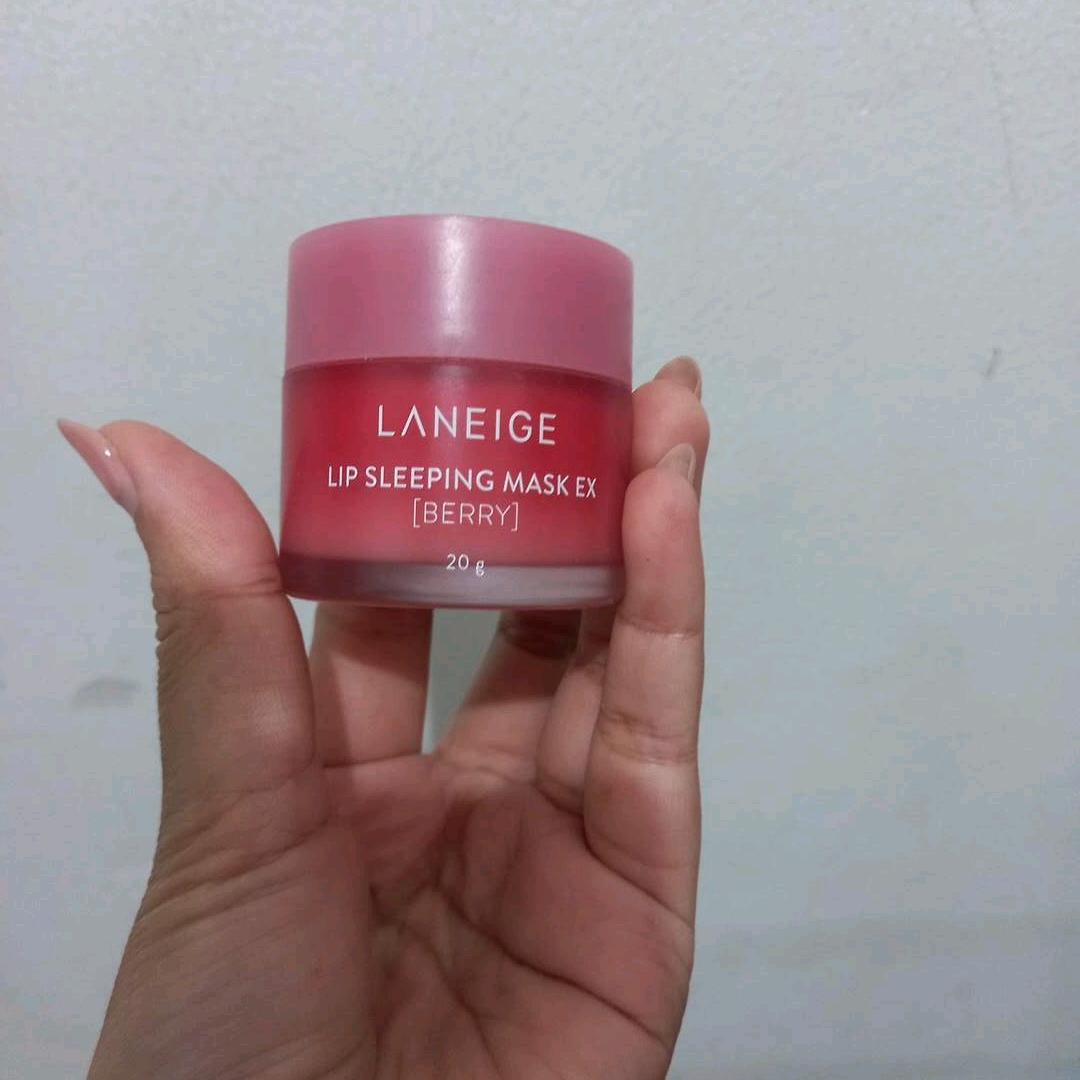 LANEIGE
LIP SLEEPING MASK EX
[BERRY]
20 g